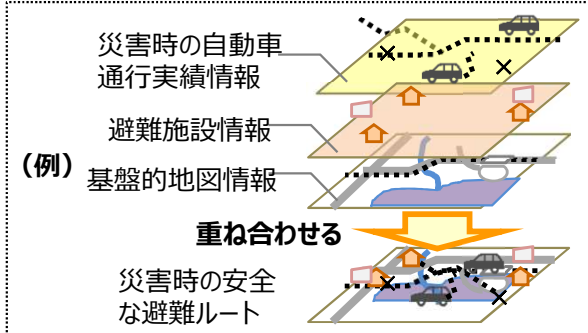 災害時の自動車
通行実績情報
避難施設情報
(例)
基盤的地図情報
重ね合わせる
災害時の安全
な避難ルート